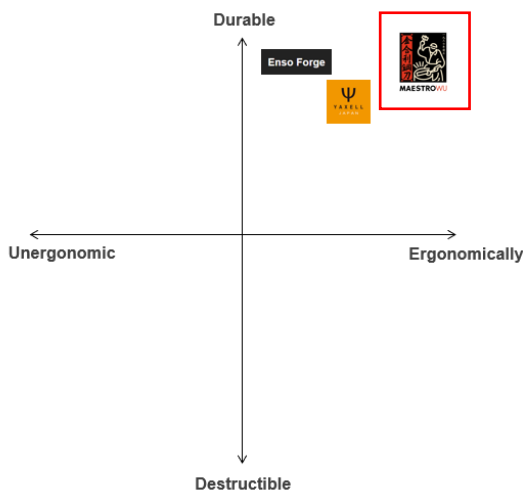 Durable
Enso Forge
YAXELL
JAPAN
MAESTROWU
Unergonomic
Ergonomically
Destructible